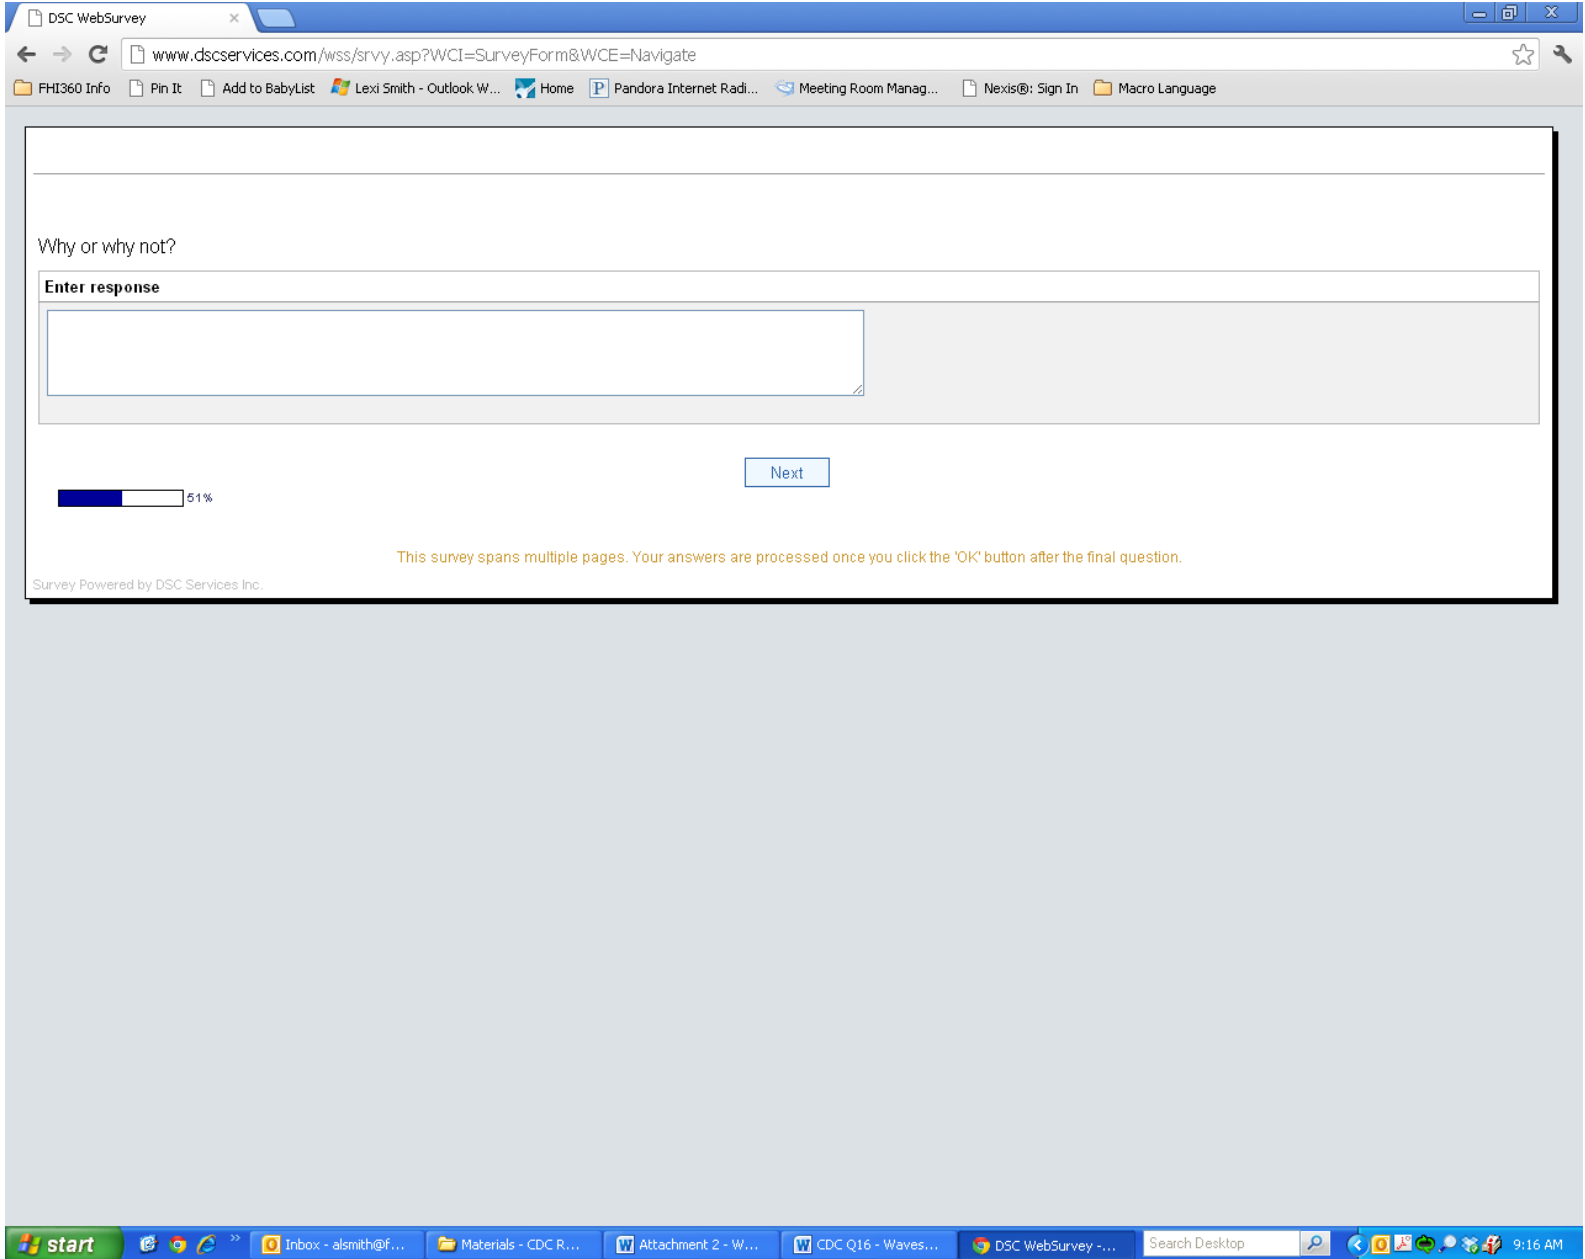 DSC WebSurvey
www.dscservices.com/wss/srvy.asp?WCI=SurveyForm&WCE=Navigate
FHI360 Info Pin It Add to BabyList Lexi Smith - Outlook W... Home Pandora Internet Radi... Meeting Room Manag... Nexis®: Sign In Macro Language
Why or why not?
Enter response
Next
51%
This survey spans multiple pages. Your answers are processed once you click the 'OK' button after the final question.
Survey Powered by DSC Services Inc.
start Inbox - alsmith@f... Materials - CDC R... Attachment 2 - W... CDC Q16 - Waves... DSC WebSurvey -... Search Desktop 9:16 AM